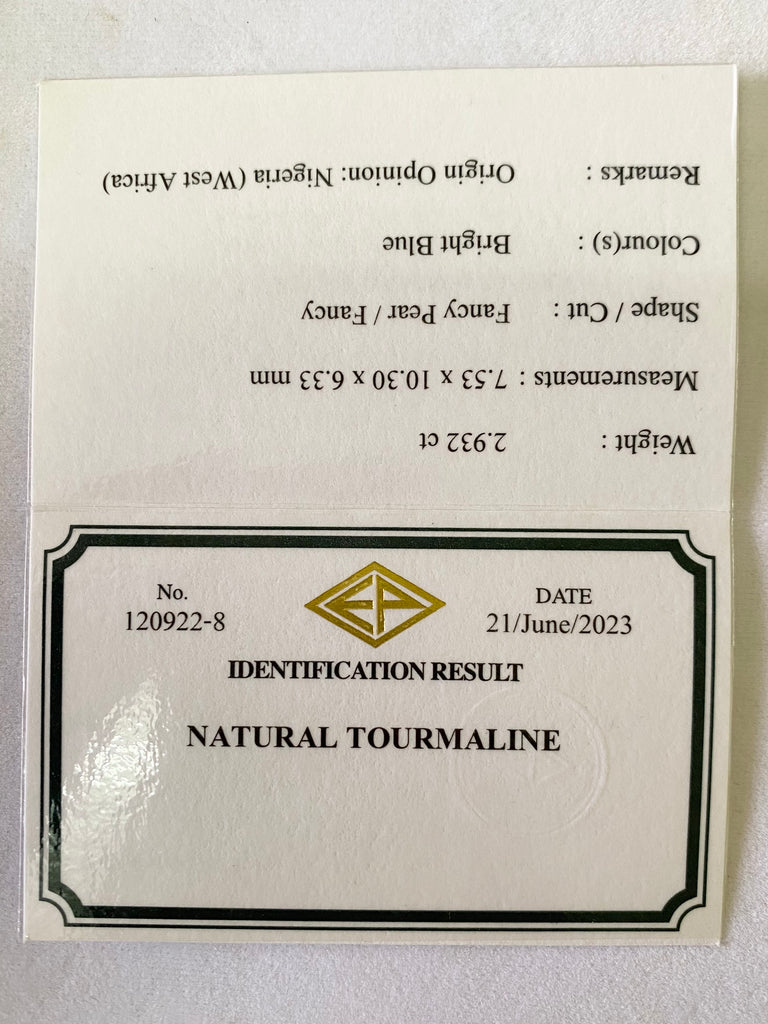 Weight : 2.932 ct
Measurements : 7.53 x 10.30 x 6.33 mm
Shape / Cut : Fancy Pear / Fancy
Colour(s) : Bright Blue
Remarks : Origin Opinion: Nigeria (West Africa)
No. DATE
120922-8 21/June/2023
IDENTIFICATION RESULT
NATURAL TOURMALINE